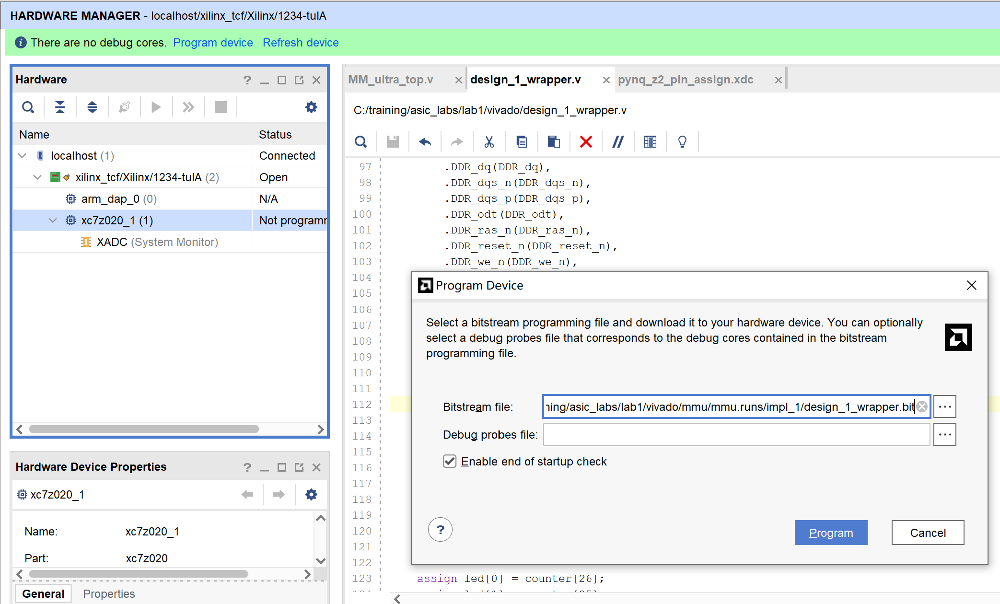 HARDWARE MANAGER - localhost/xilinx_tcf/Xilinx/1234-tulA
There are no debug cores. Program device Refresh device
Hardware
Name Status
localhost (1) Connected
xilinx_tcf/Xilinx/1234-tulA (2) Open
arm_dap_0 (0) N/A
xc7z020_1 (1) Not programm
XADC (System Monitor)
Hardware Device Properties
xc7z020_1
Name: xc7z020_1
Part: xc7z020
General Properties
MM_ultra_top.v design_1_wrapper.v pynq_z2_pin_assign.xdc
C:/training/asic_labs/lab1/vivado/design_1_wrapper.v
97 .DDR_dq(DDR_dq),
98 .DDR_dqs_n(DDR_dqs_n),
99 .DDR_dqs_p(DDR_dqs_p),
100 .DDR_odt(DDR_odt),
101 .DDR_ras_n(DDR_ras_n),
102 .DDR_reset_n(DDR_reset_n),
103 .DDR_we_n(DDR_we_n),
104
105
106
107
108
109
110
111
112
113
114
115
116
117
118
119
120
121
122
123 assign led[0] = counter[26];
Program Device
Select a bitstream programming file and download it to your hardware device. You can optionally
select a debug probes file that corresponds to the debug cores contained in the bitstream
programming file.
Bitstream file: ning/asic_labs/lab1/vivado/mmu/mmu.runs/impl_1/design_1_wrapper.bit
Debug probes file:
Enable end of startup check
Program Cancel